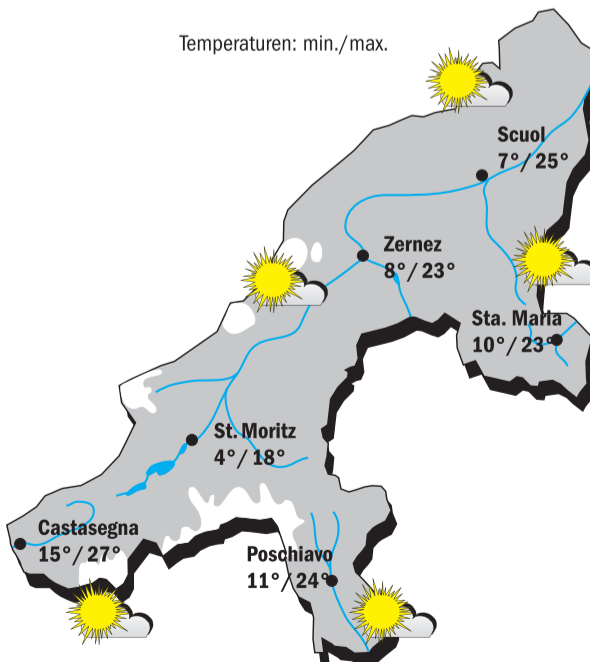 Temperaturen: min./max.
Scuol
7°/25°
Zernez
8°/23°
Sta. Maria
10°/23°
St. Moritz
4°/18°
Castasegna
15°/27°
Poschiavo
11°/24°